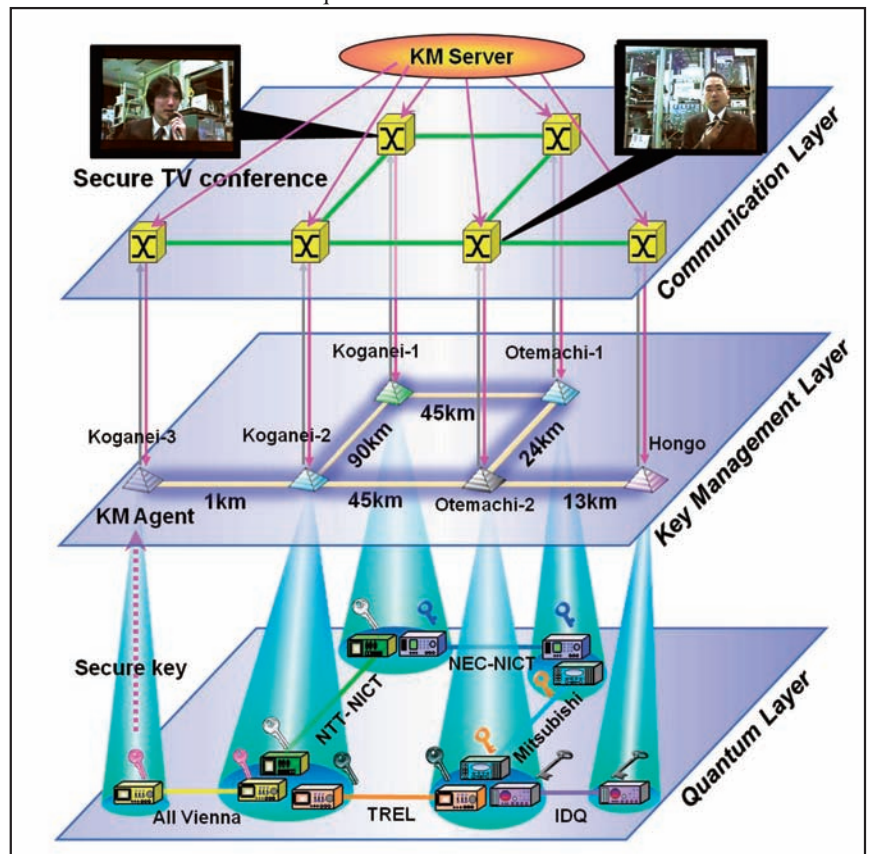 KM Server
Secure TV conference
Communication Layer
Koganei-1
Otemachi-1
45km
Koganei-3
Koganei-2
90km
24km
Hongo
1km
45km
Otemachi-2
13km
KM Agent
Key Management Layer
Secure key
NEC-NICT
NTT-NICT
Mitsubishi
All Vienna
TREL
IDQ
Quantum Layer